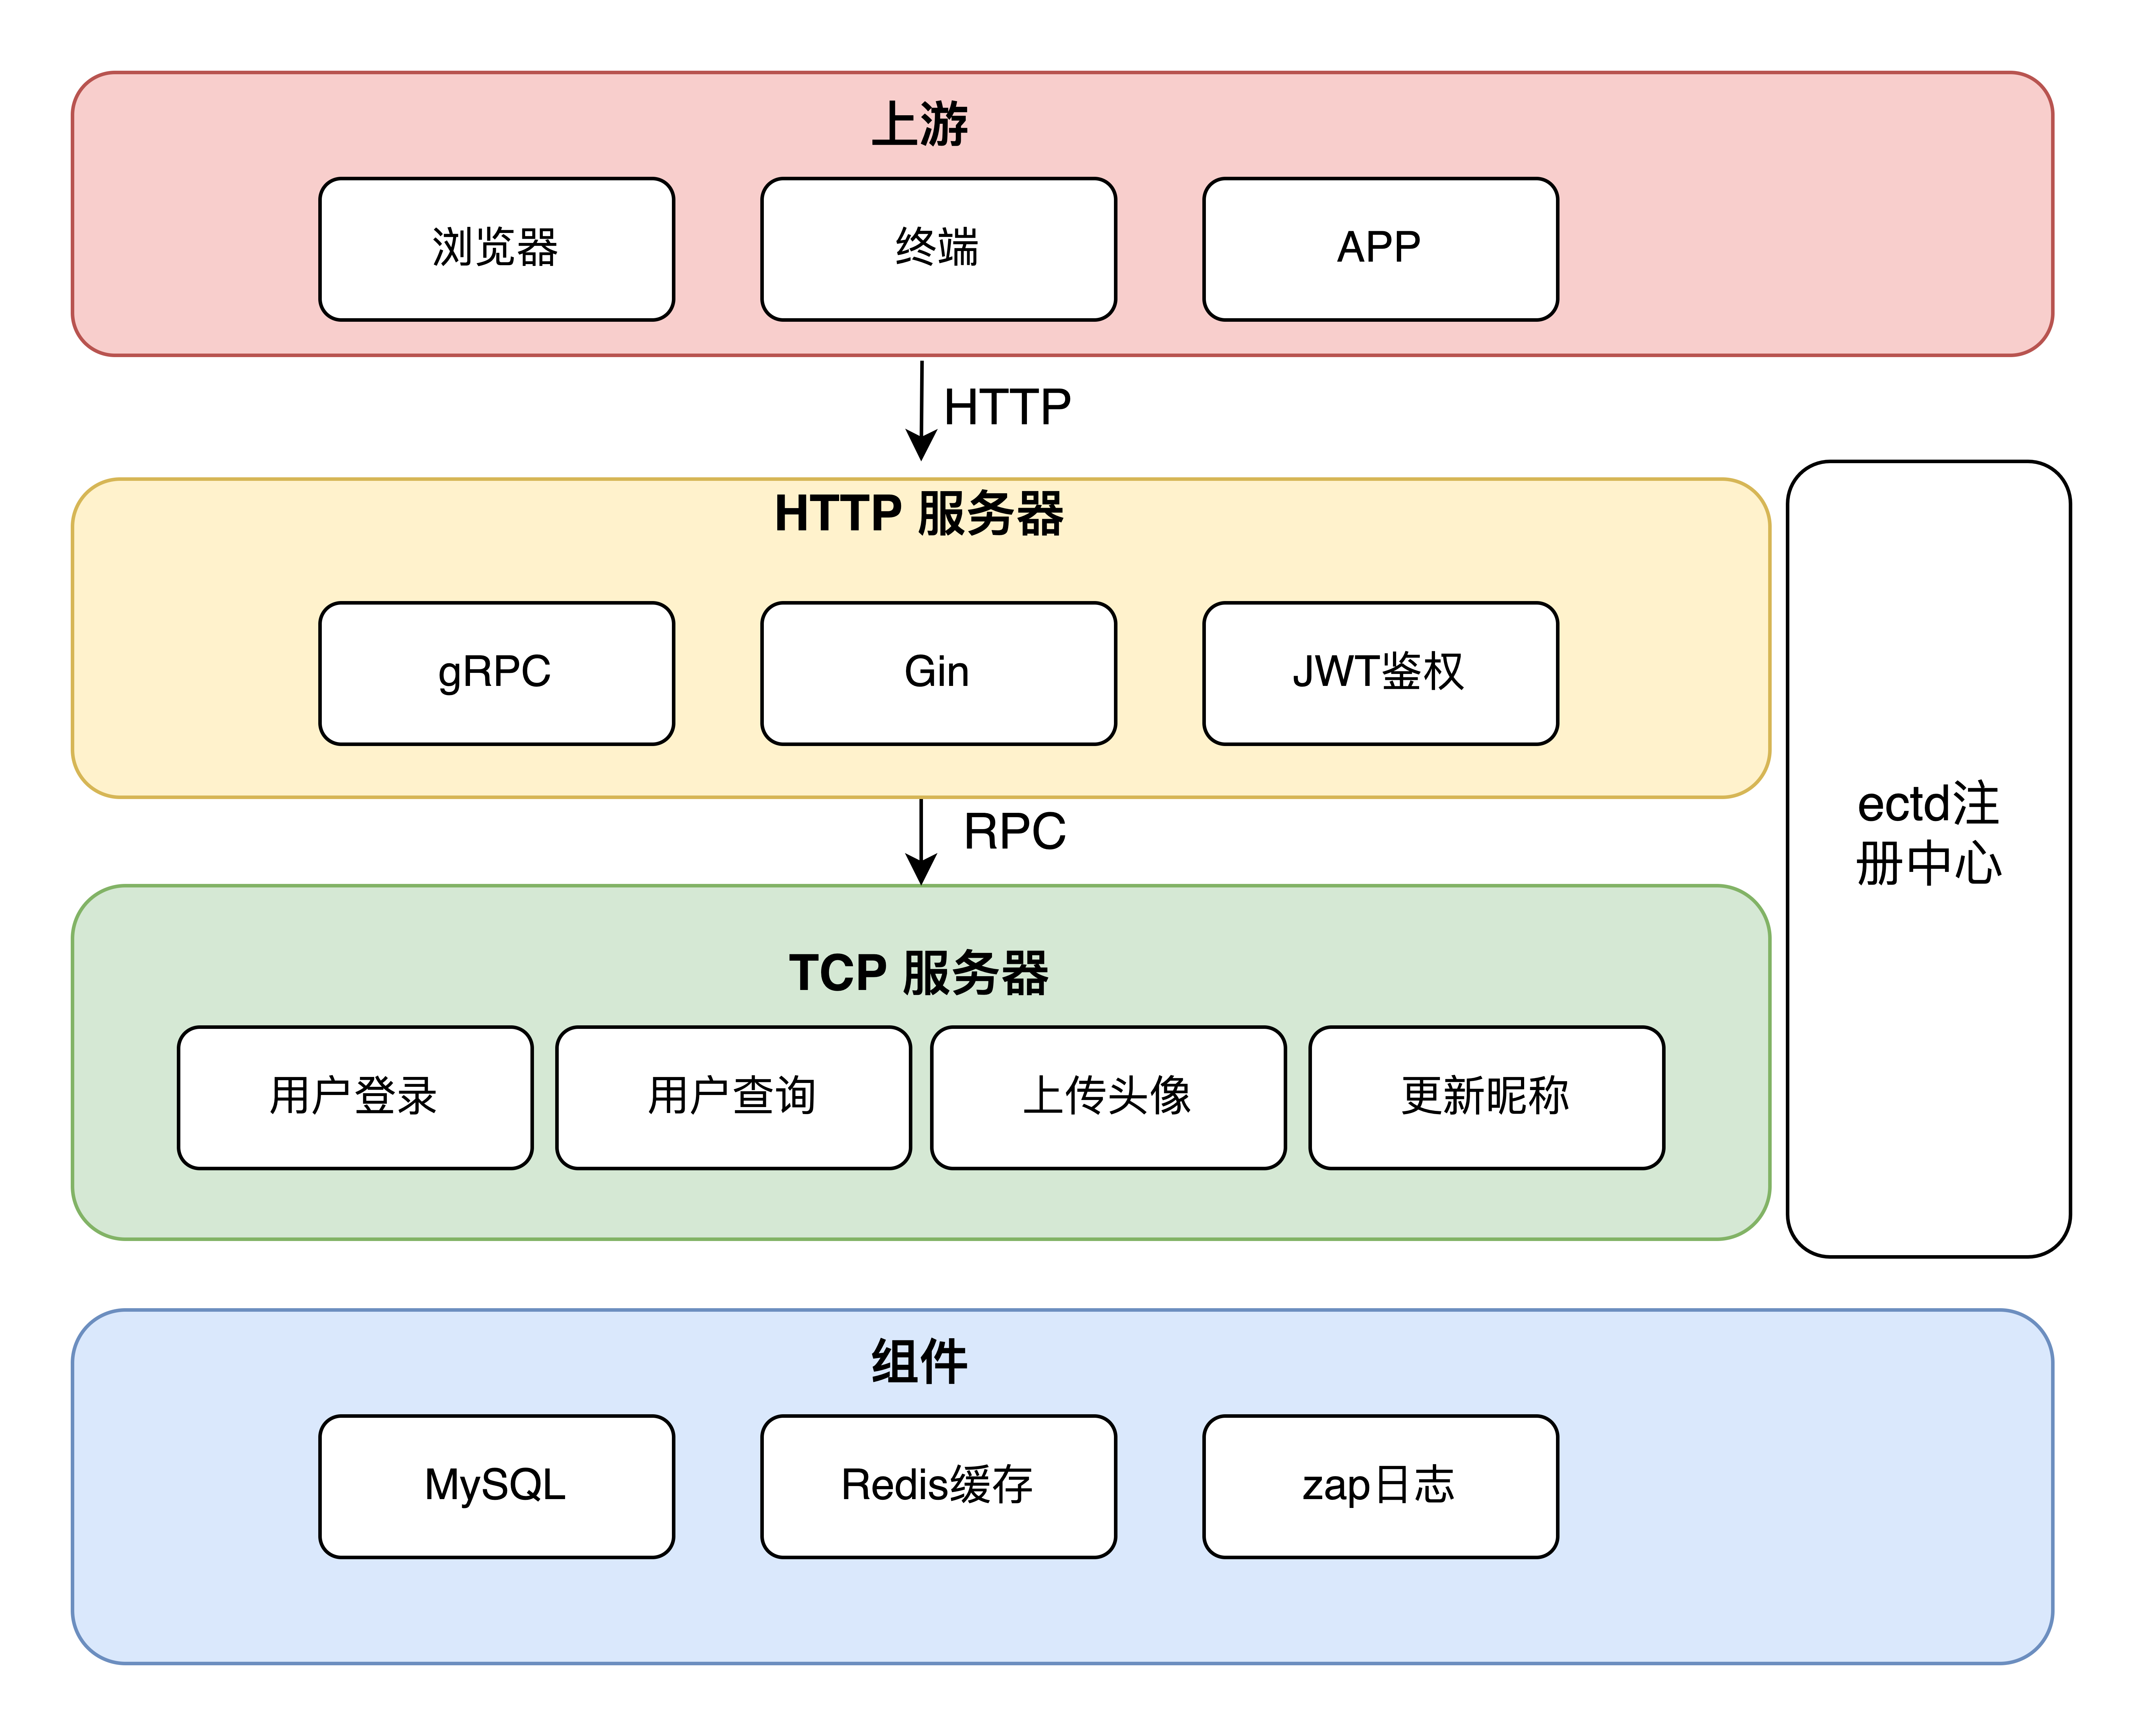 上游
浏览器
终端
APP
HTTP
HTTP 服务器
gRPC
Gin
JWT鉴权
RPC
ectd注
册中心
TCP 服务器
用户登录
用户查询
上传头像
更新昵称
组件
MySQL
Redis缓存
zap日志